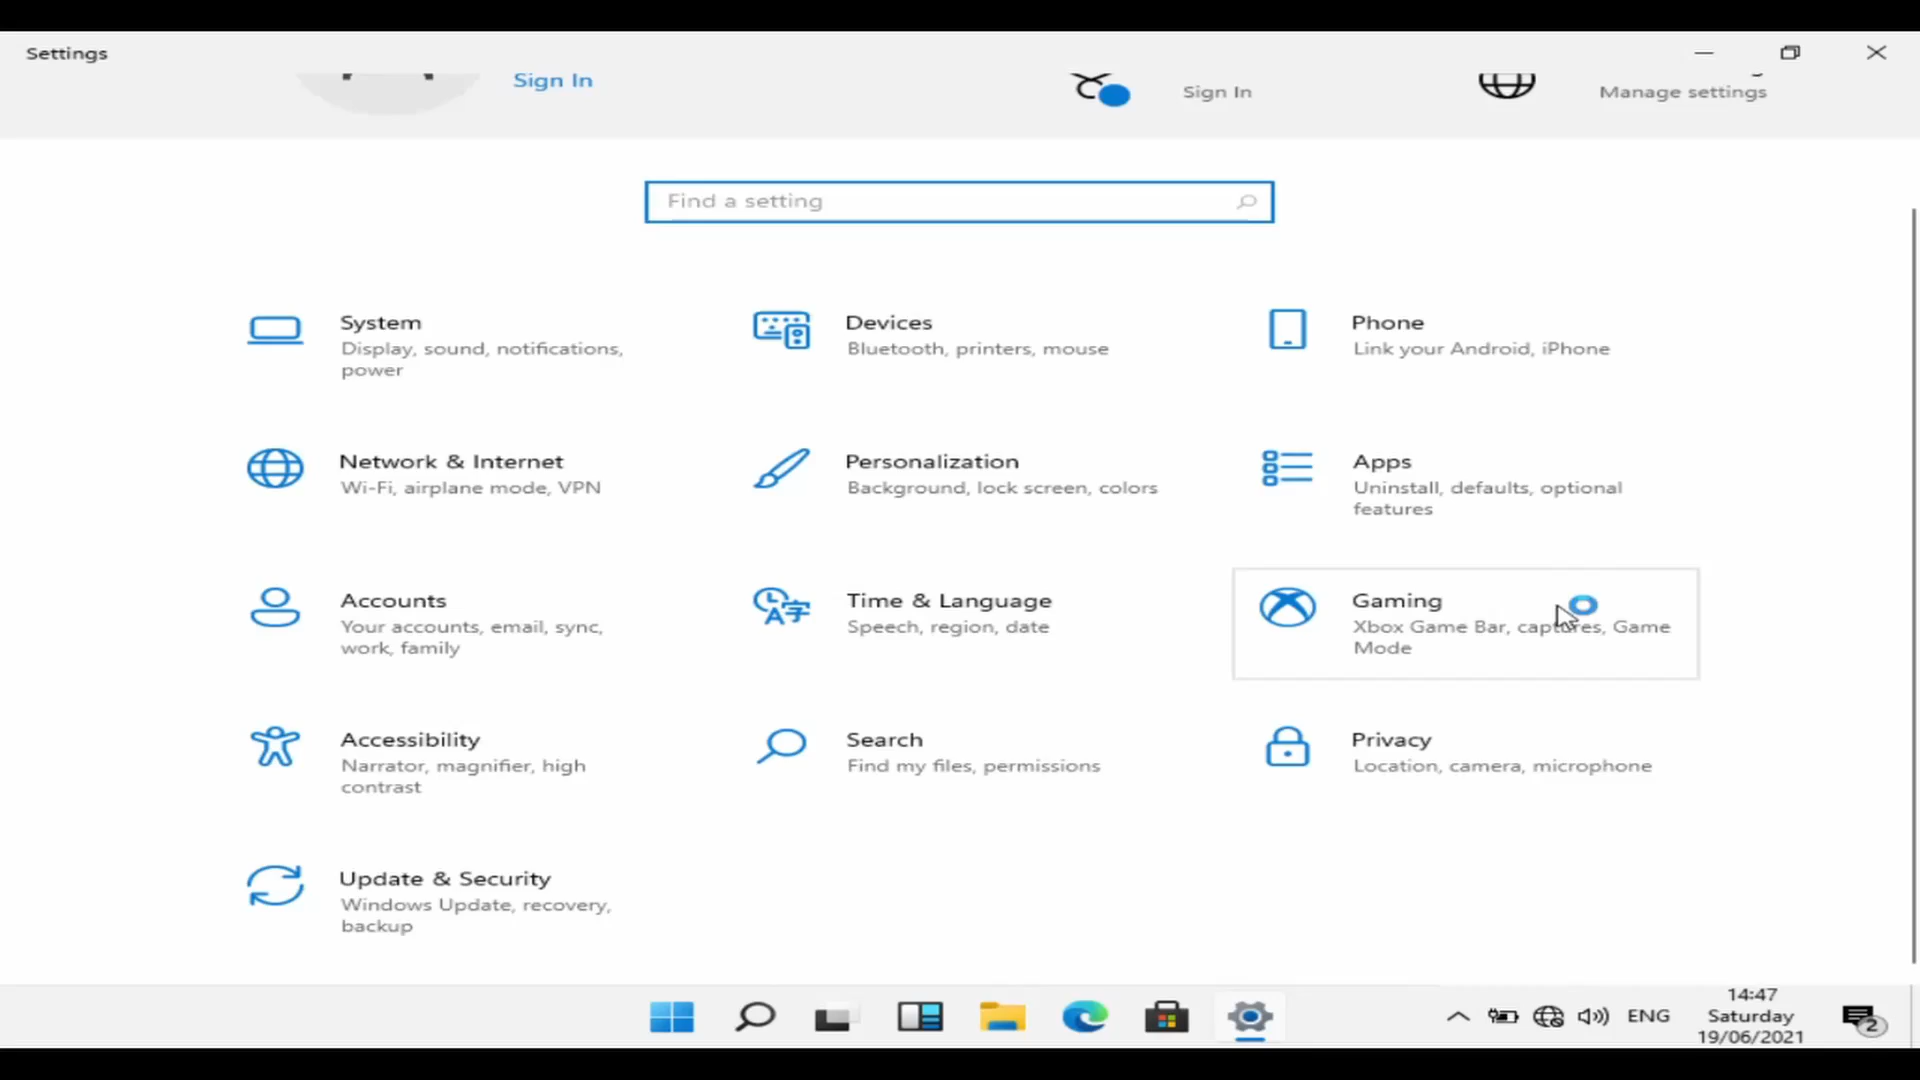 Settings
Sign In
Sign In
Manage settings
Find a setting
System
Display, sound, notifications,
power
Devices
Bluetooth, printers, mouse
Phone
Link your Android, iPhone
Network & Internet
Wi-Fi, airplane mode, VPN
Personalization
Background, lock screen, colors
Apps
Uninstall, defaults, optional
features
Accounts
Your accounts, email, sync,
work, family
Time & Language
Speech, region, date
Gaming
Xbox Game Bar, captures, Game
Mode
Accessibility
Narrator, magnifier, high
contrast
Search
Find my files, permissions
Privacy
Location, camera, microphone
Update & Security
Windows Update, recovery,
backup
ENG
14:47
Saturday
19/06/2021
2